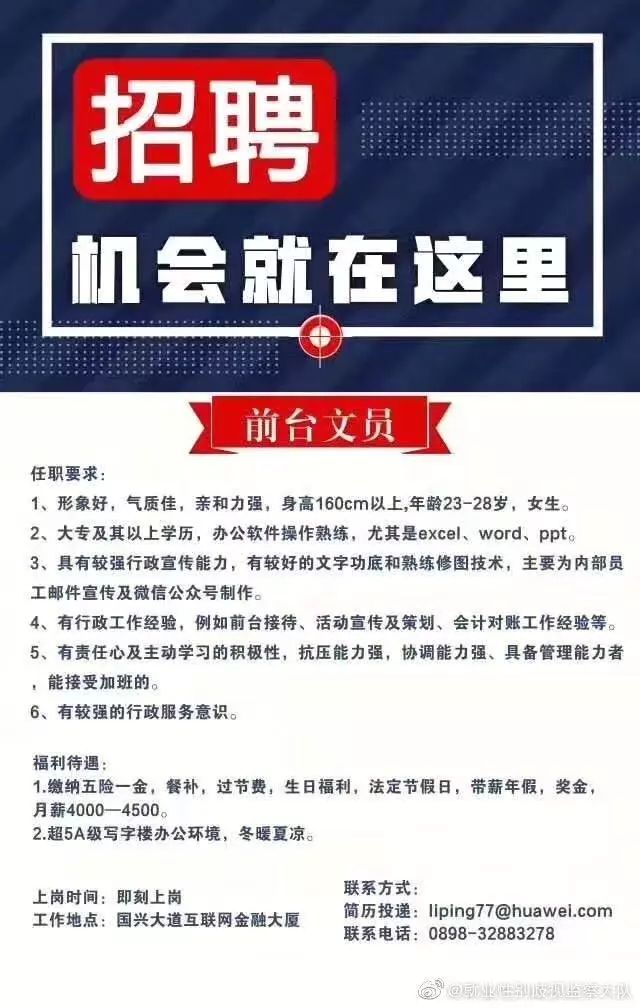 招聘
机会就在这里
前台文员
任职要求：
1、形象好，气质佳，亲和力强，身高160cm以上,年龄23-28岁，女生。
2、大专及其以上学历，办公软件操作熟练，尤其是excel、word、ppt。
3、具有较强行政宣传能力，有较好的文字功底和熟练修图技术，主要为内部员
工邮件宣传及微信公众号制作。
4、有行政工作经验，例如前台接待、活动宣传及策划、会计对账工作经验等。
5、有责任心及主动学习的积极性，抗压能力强，协调能力强、具备管理能力者
，能接受加班的。
6、有较强的行政服务意识。
福利待遇：
1.缴纳五险一金，餐补，过节费，生日福利，法定节假日，带薪年假，奖金，
月薪4000—4500。
2.超5A级写字楼办公环境，冬暖夏凉。
上岗时间：即刻上岗
工作地点：国兴大道互联网金融大厦
联系方式：
简历投递：liping77@huawei.com
联系电话：0898-32883278
@就业性别歧视监察大队